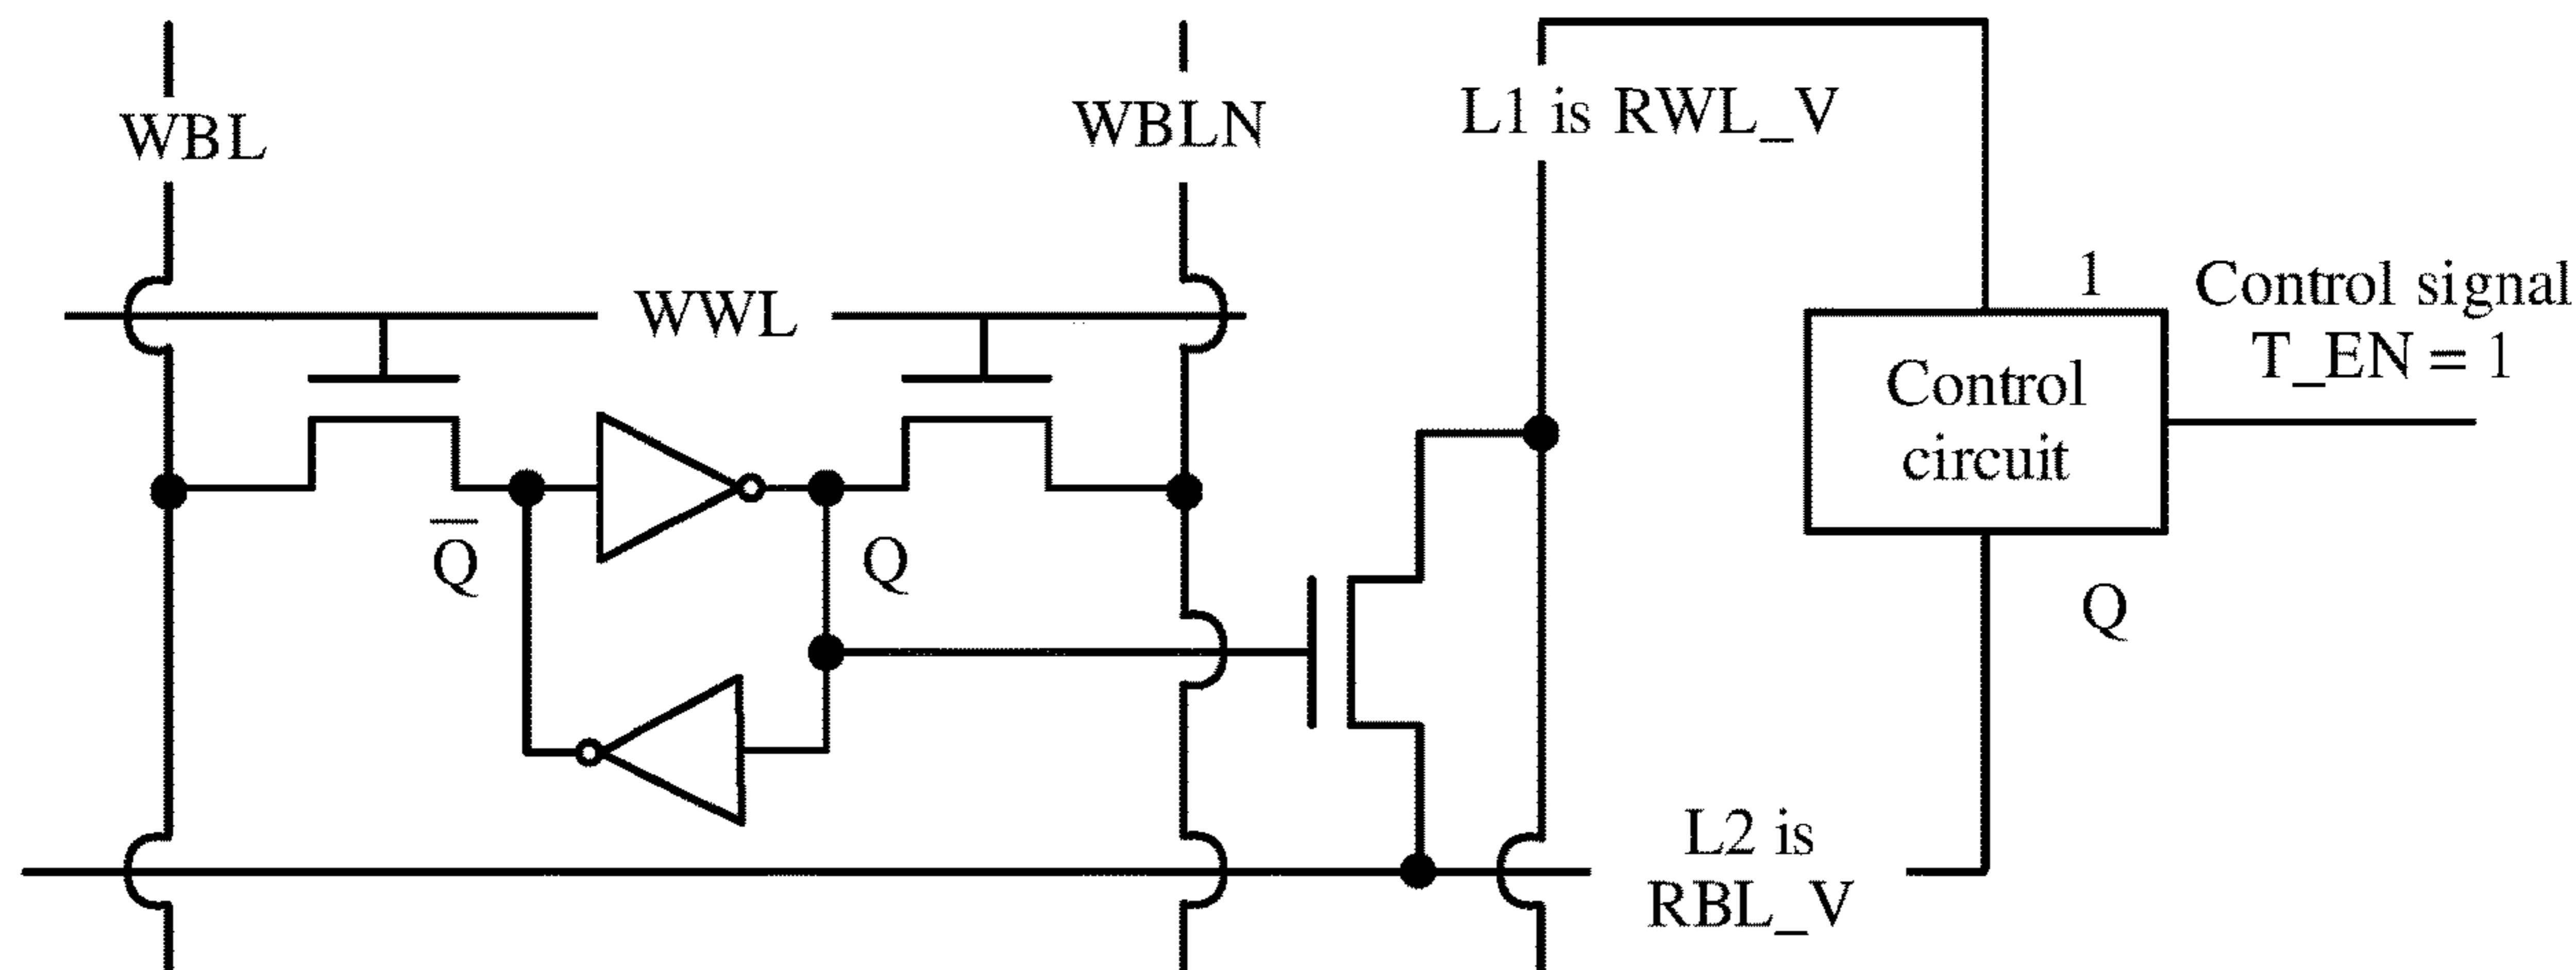 WBL
WBLN
L1 is RWL_V
WWL
1
Control signal
T_EN = 1
Control
circuit
Q̅
Q
Q
L2 is
RBL_V